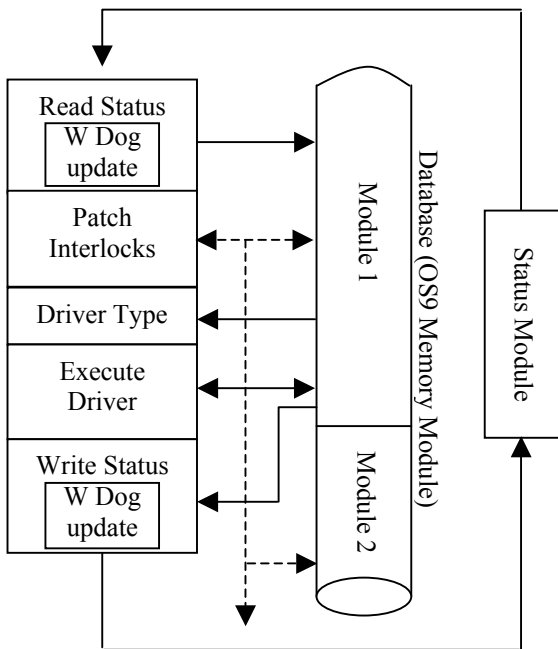 Read Status
W Dog
update
Patch
Interlocks
Driver Type
Execute
Driver
Write Status
W Dog
update
Module 1
Module 2
Database (OS9 Memory Module)
Status Module